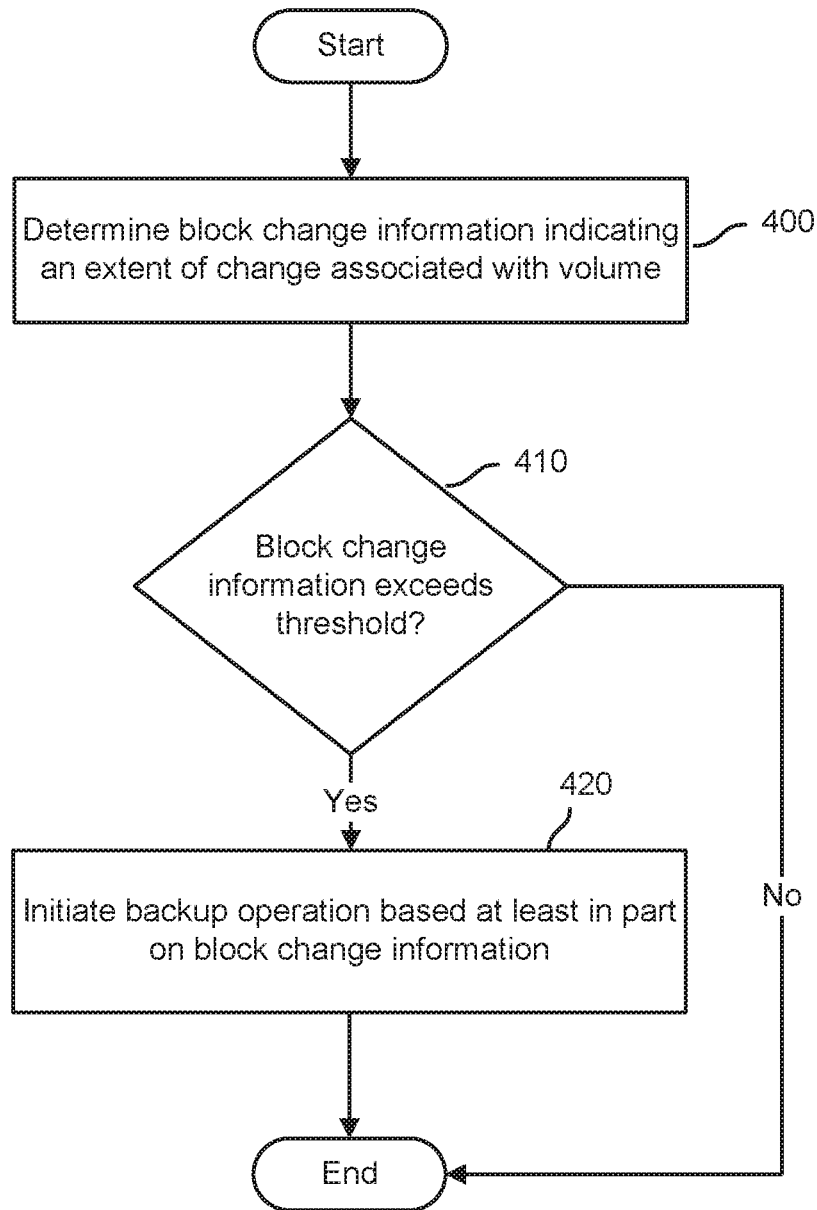 Start
Determine block change information indicating
an extent of change associated with volume
400
410
Block change
information exceeds
threshold?
Yes
420
No
Initiate backup operation based at least in part
on block change information
End